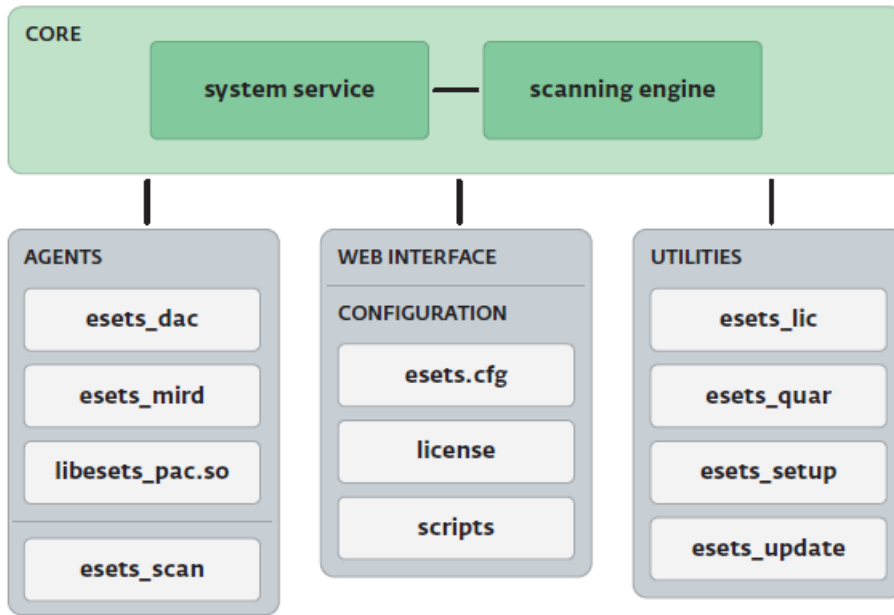 CORE
system service
scanning engine
AGENTS
esets_dac
esets_mird
libesets_pac.so
esets_scan
WEB INTERFACE
CONFIGURATION
esets.cfg
license
scripts
UTILITIES
esets_lic
esets_quar
esets_setup
esets_update